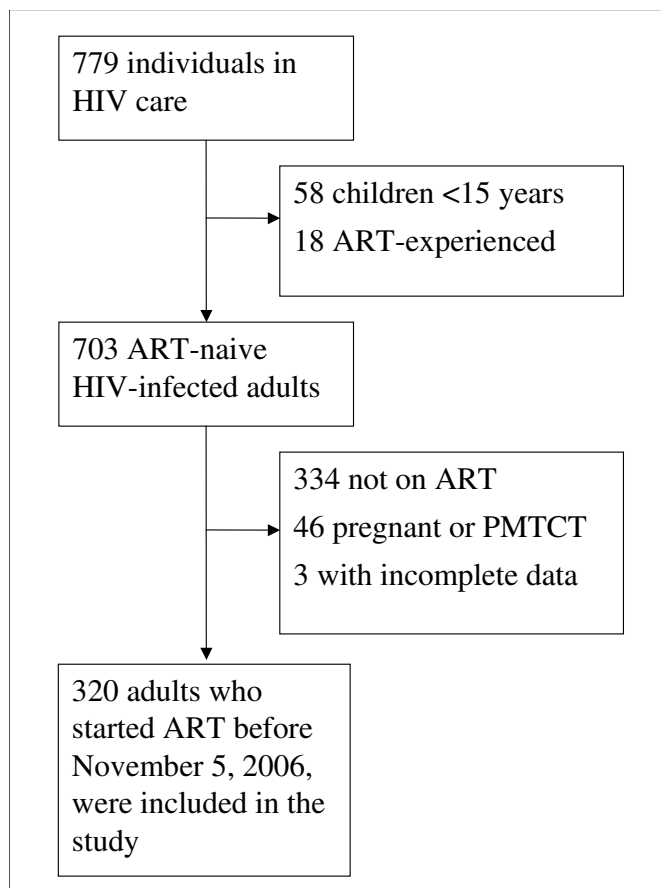 779 individuals in
HIV care
58 children <15 years
18 ART-experienced
703 ART-naive
HIV-infected adults
334 not on ART
46 pregnant or PMTCT
3 with incomplete data
320 adults who
started ART before
November 5, 2006,
were included in the
study